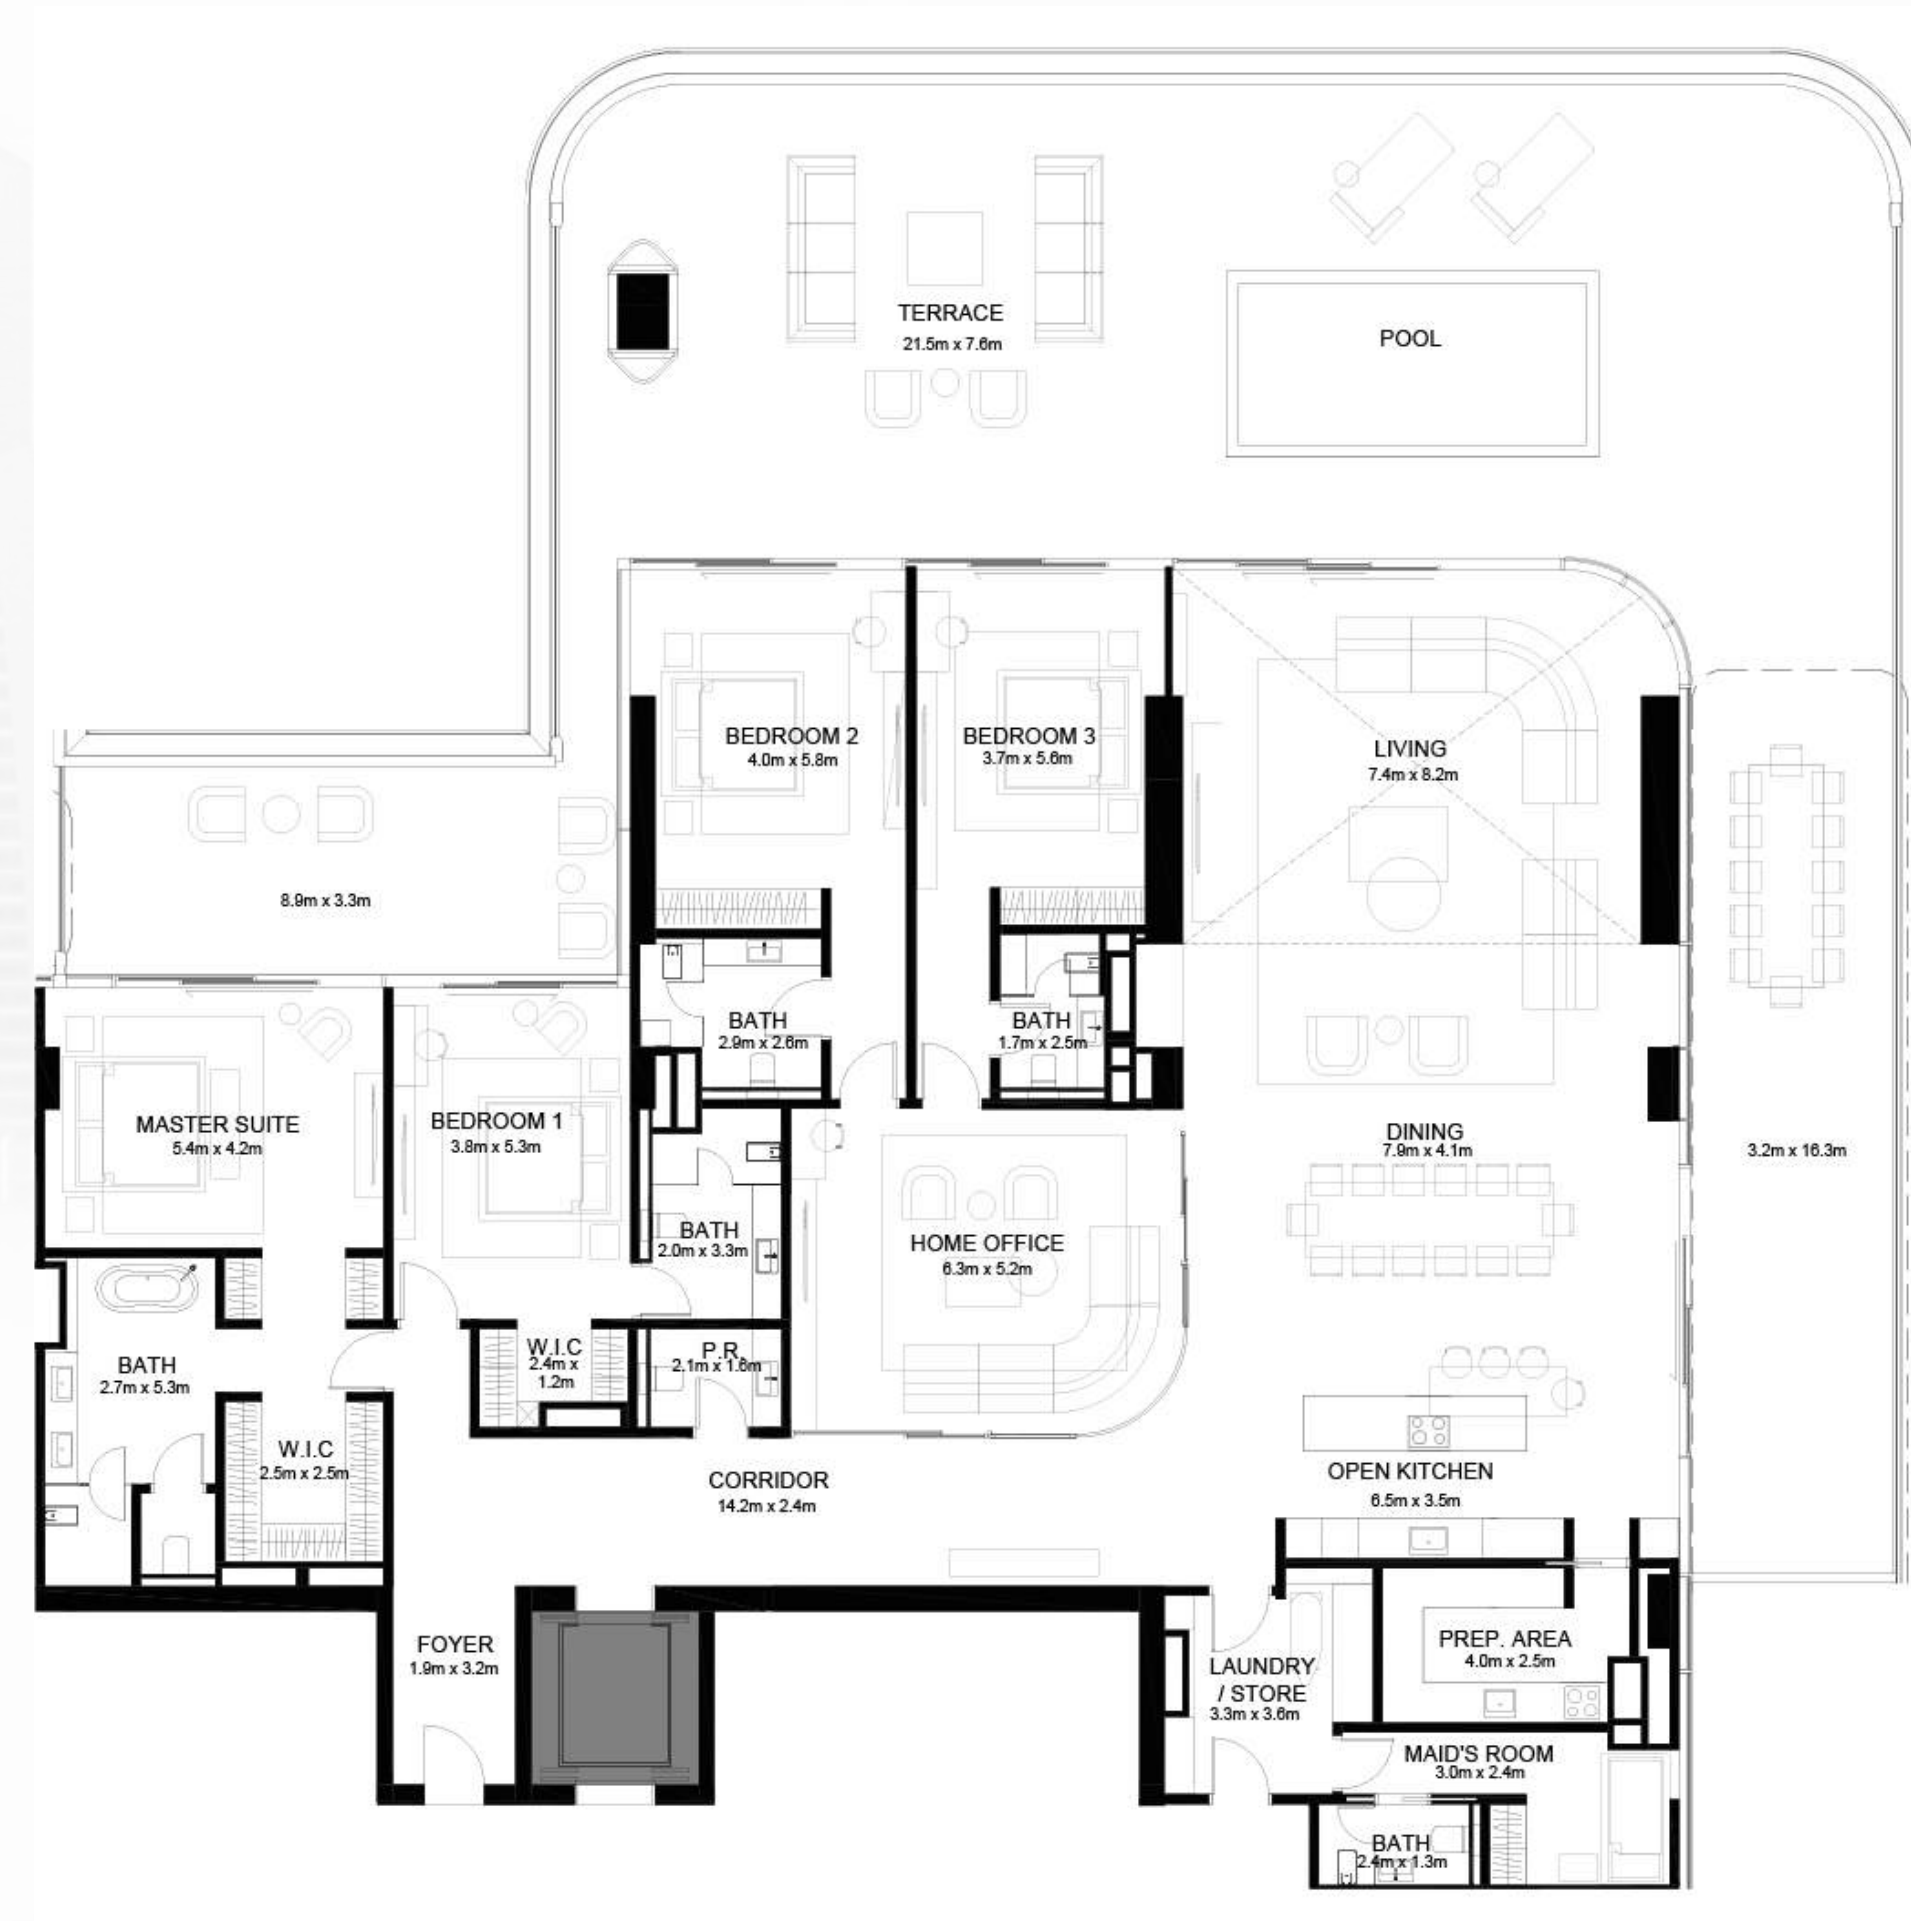 TERRACE
21.5m x 7.6m
POOL
BEDROOM 2
4.0m x 5.8m
BEDROOM 3
3.7m x 5.6m
LIVING
7.4m x 8.2m
8.9m x 3.3m
BATH
2.9m x 2.6m
BATH
1.7m x 2.5m
MASTER SUITE
5.4m x 4.2m
BEDROOM 1
3.8m x 5.3m
DINING
7.9m x 4.1m
3.2m x 16.3m
BATH
2.0m x 3.3m
HOME OFFICE
6.3m x 5.2m
BATH
2.7m x 5.3m
W.I.C
2.4m x
1.2m
P.R.
2.1m x 1.6m
W.I.C
2.5m x 2.5m
CORRIDOR
14.2m x 2.4m
OPEN KITCHEN
6.5m x 3.5m
FOYER
1.9m x 3.2m
LAUNDRY
/ STORE
3.3m x 3.6m
PREP. AREA
4.0m x 2.5m
MAID'S ROOM
3.0m x 2.4m
BATH
2.4m x 1.3m